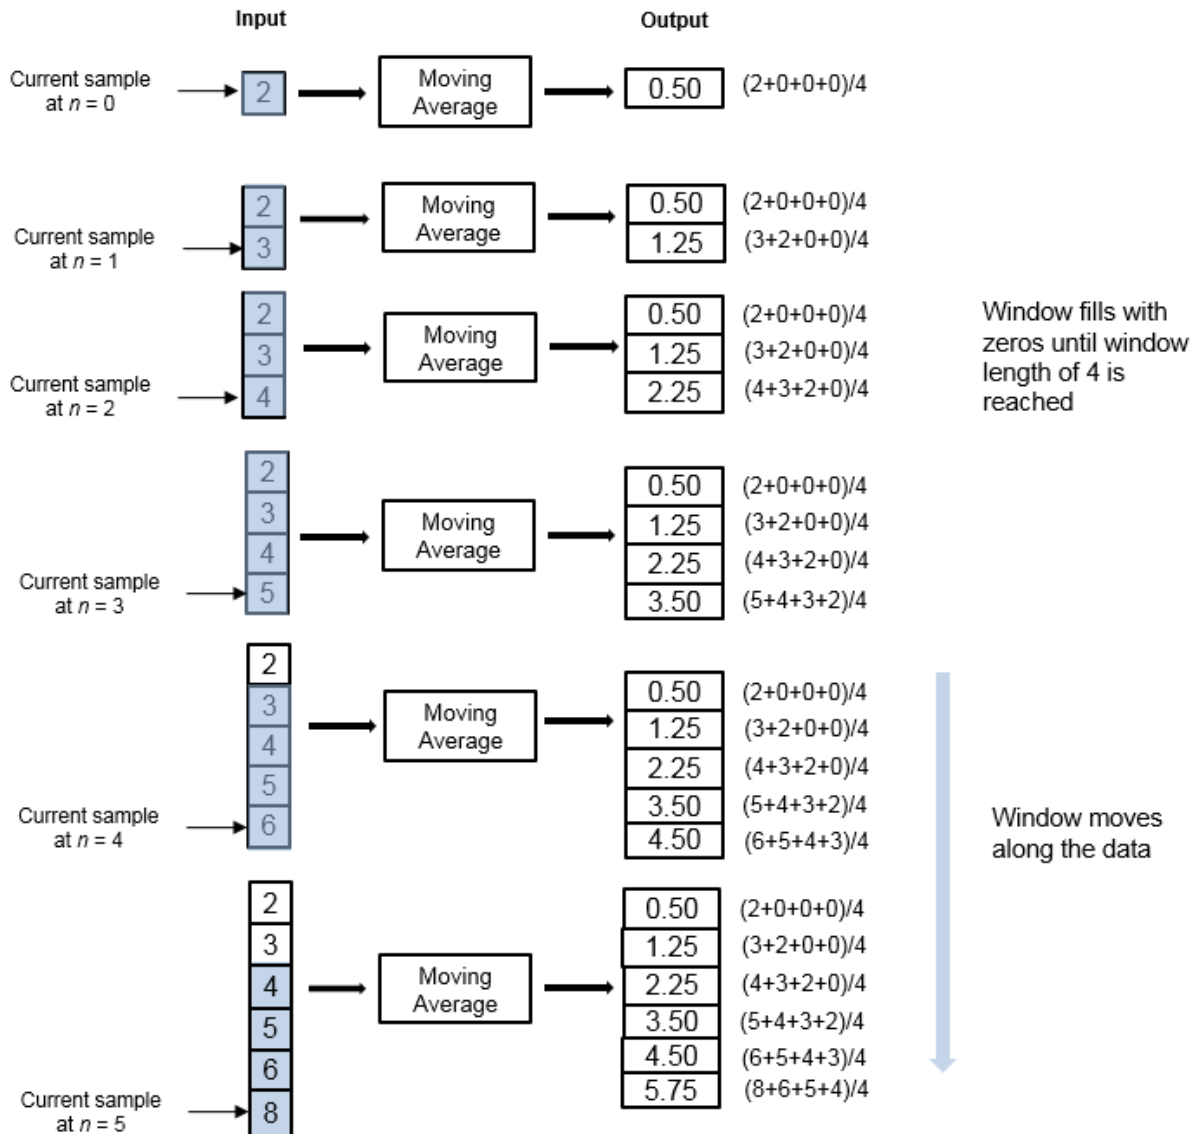 Input
Output
Current sample
at n = 0
2
Moving
Average
0.50
(2+0+0+0)/4
Current sample
at n = 1
2
3
Moving
Average
0.50
(2+0+0+0)/4
1.25
(3+2+0+0)/4
Current sample
at n = 2
2
3
4
Moving
Average
0.50
(2+0+0+0)/4
1.25
(3+2+0+0)/4
2.25
(4+3+2+0)/4
Window fills with
zeros until window
length of 4 is
reached
Current sample
at n = 3
2
3
4
5
Moving
Average
0.50
(2+0+0+0)/4
1.25
(3+2+0+0)/4
2.25
(4+3+2+0)/4
3.50
(5+4+3+2)/4
Current sample
at n = 4
2
3
4
5
6
Moving
Average
0.50
(2+0+0+0)/4
1.25
(3+2+0+0)/4
2.25
(4+3+2+0)/4
3.50
(5+4+3+2)/4
4.50
(6+5+4+3)/4
Window moves
along the data
Current sample
at n = 5
2
3
4
5
6
8
Moving
Average
0.50
(2+0+0+0)/4
1.25
(3+2+0+0)/4
2.25
(4+3+2+0)/4
3.50
(5+4+3+2)/4
4.50
(6+5+4+3)/4
5.75
(8+6+5+4)/4